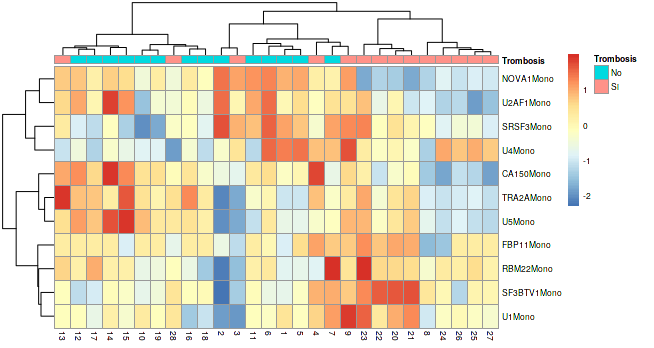 Trombosis
NOVA1Mono
U2AF1Mono
SRSF3Mono
U4Mono
CA150Mono
TRA2AMono
U5Mono
FBP11Mono
RBM22Mono
SF3BTV1Mono
U1Mono
1
0
-1
-2
Trombosis
No
SI
13 12 17 14 15 10 19 28 16 18 2 3 11 6 1 5 4 7 9 23 22 20 21 8 24 26 25 27